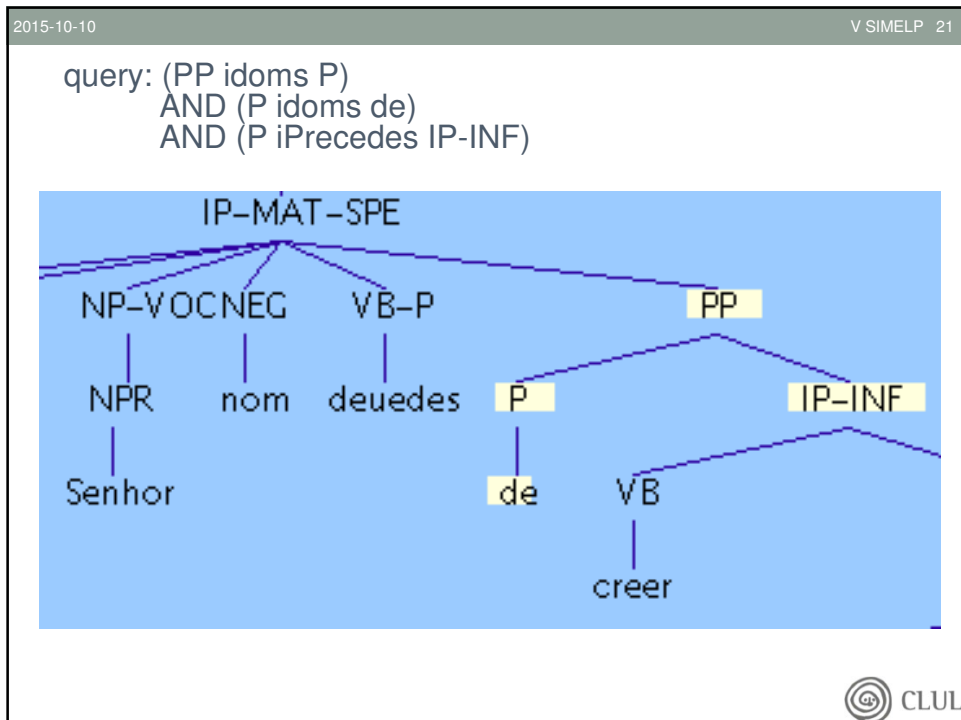 2015-10-10 V SIMELP 21
query: (PP idoms P)
AND (P idoms de)
AND (P iPrecedes IP-INF)
IP-MAT-SPE
NP-VOC NEG VB-P PP
NPR nom deuedes P IP-INF
Senhor de VB
creer
CLUL